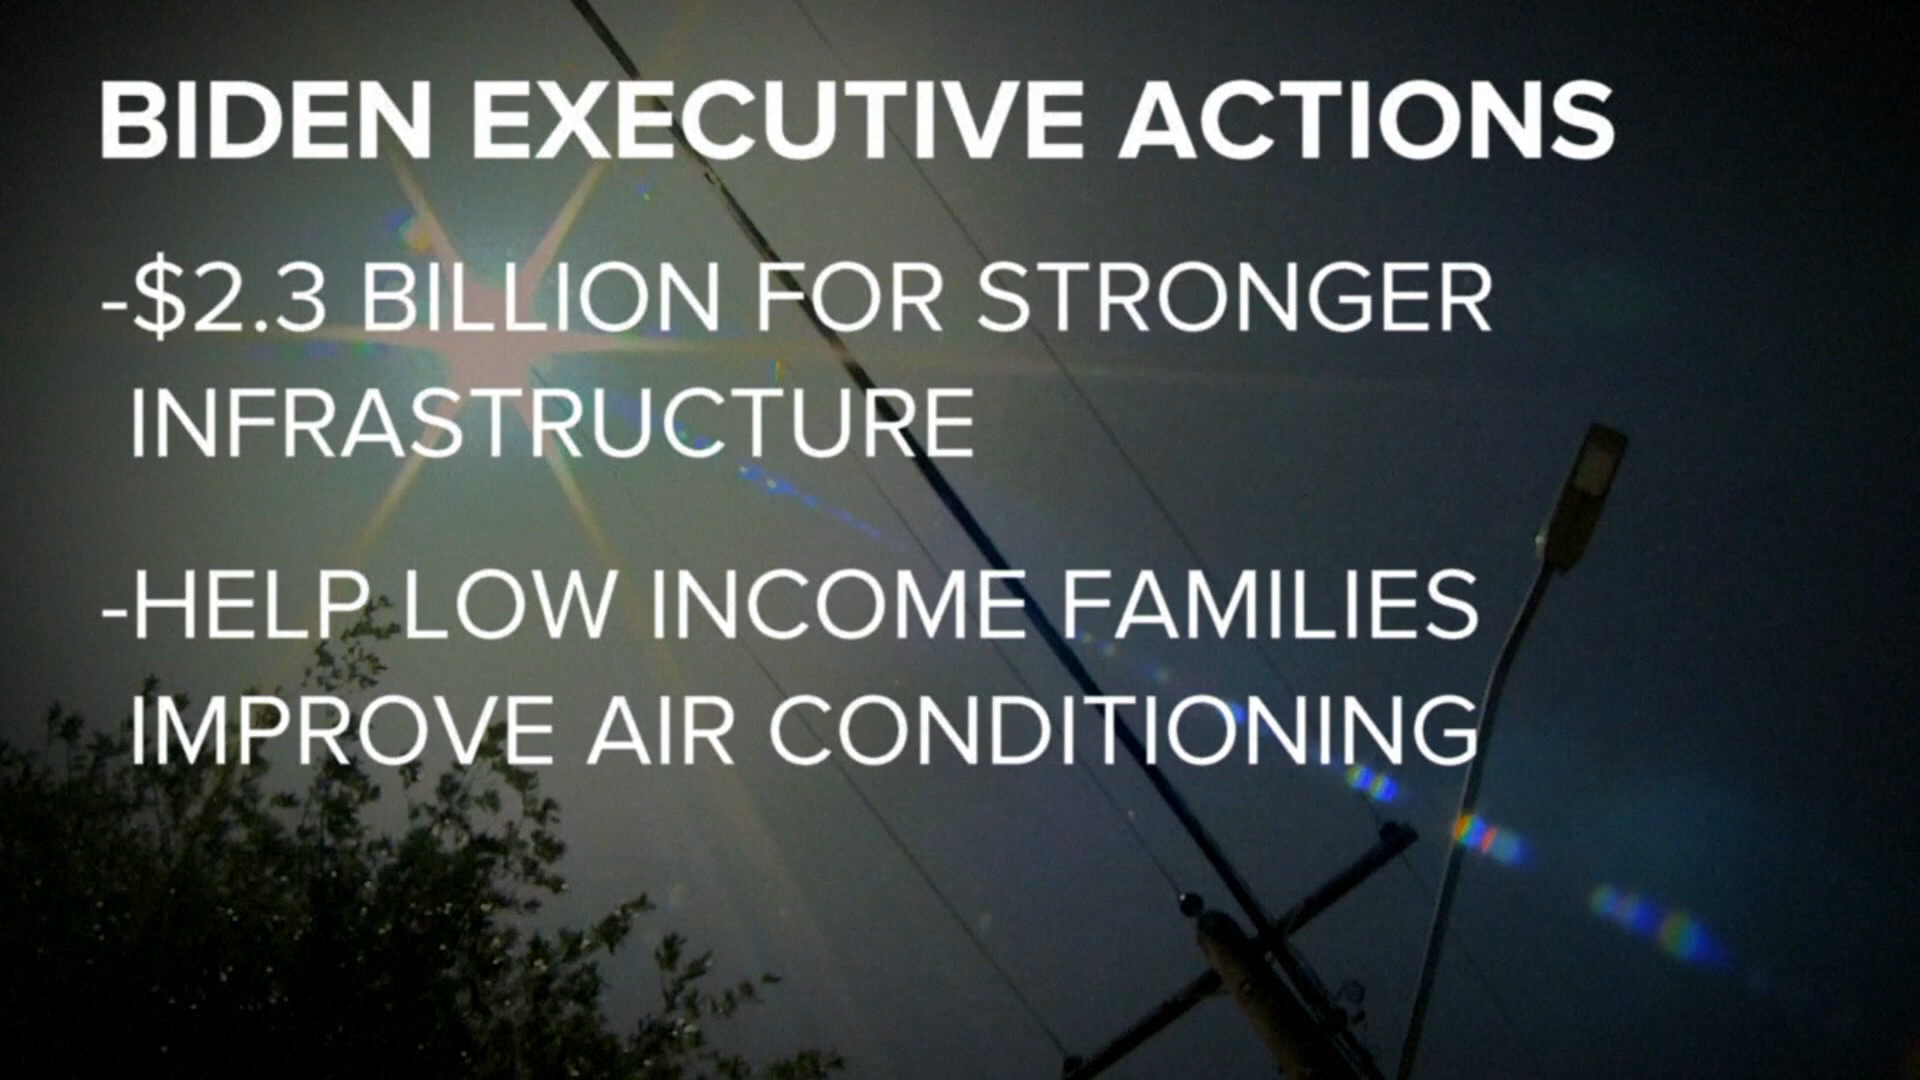 BIDEN EXECUTIVE ACTIONS
-$2.3 BILLION FOR STRONGER
INFRASTRUCTURE
-HELP LOW INCOME FAMILIES
IMPROVE AIR CONDITIONING